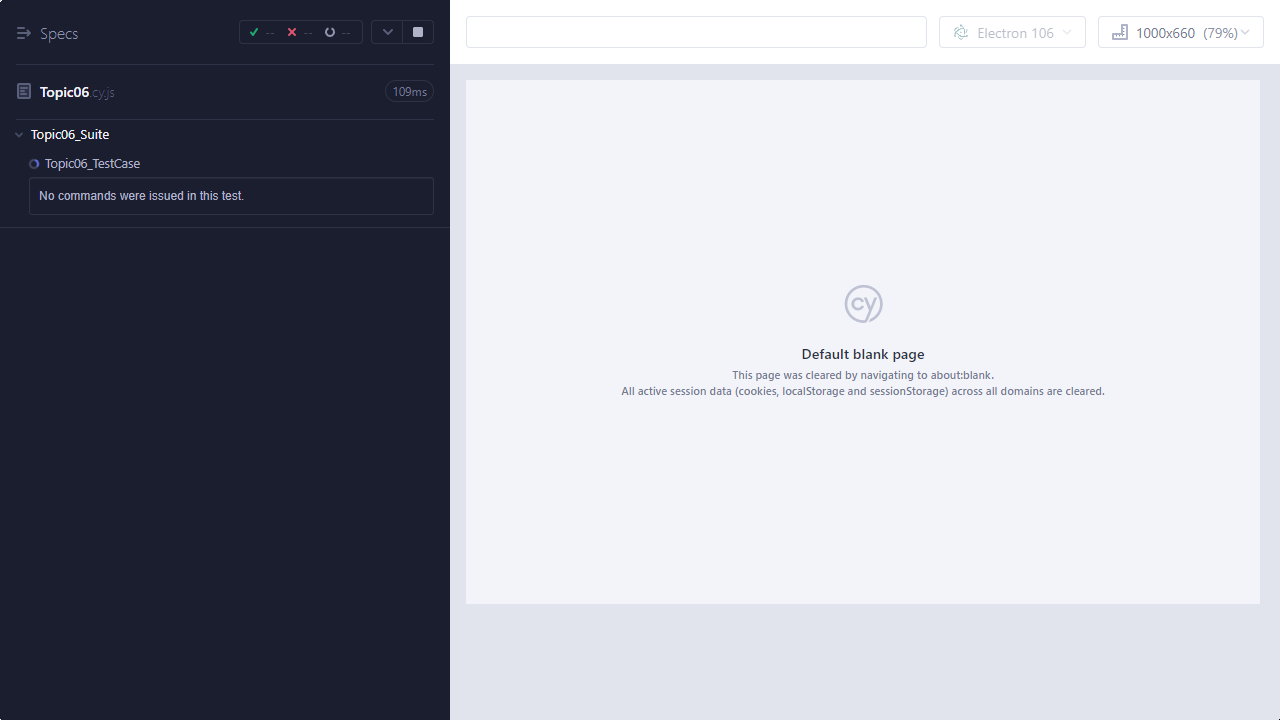 Specs
--
--
--
Topic06.cy.js
109ms
Topic06_Suite
Topic06_TestCase
No commands were issued in this test.
Electron 106
1000x660 (79%)
cy
Default blank page
This page was cleared by navigating to about:blank.
All active session data (cookies, localStorage and sessionStorage) across all domains are cleared.